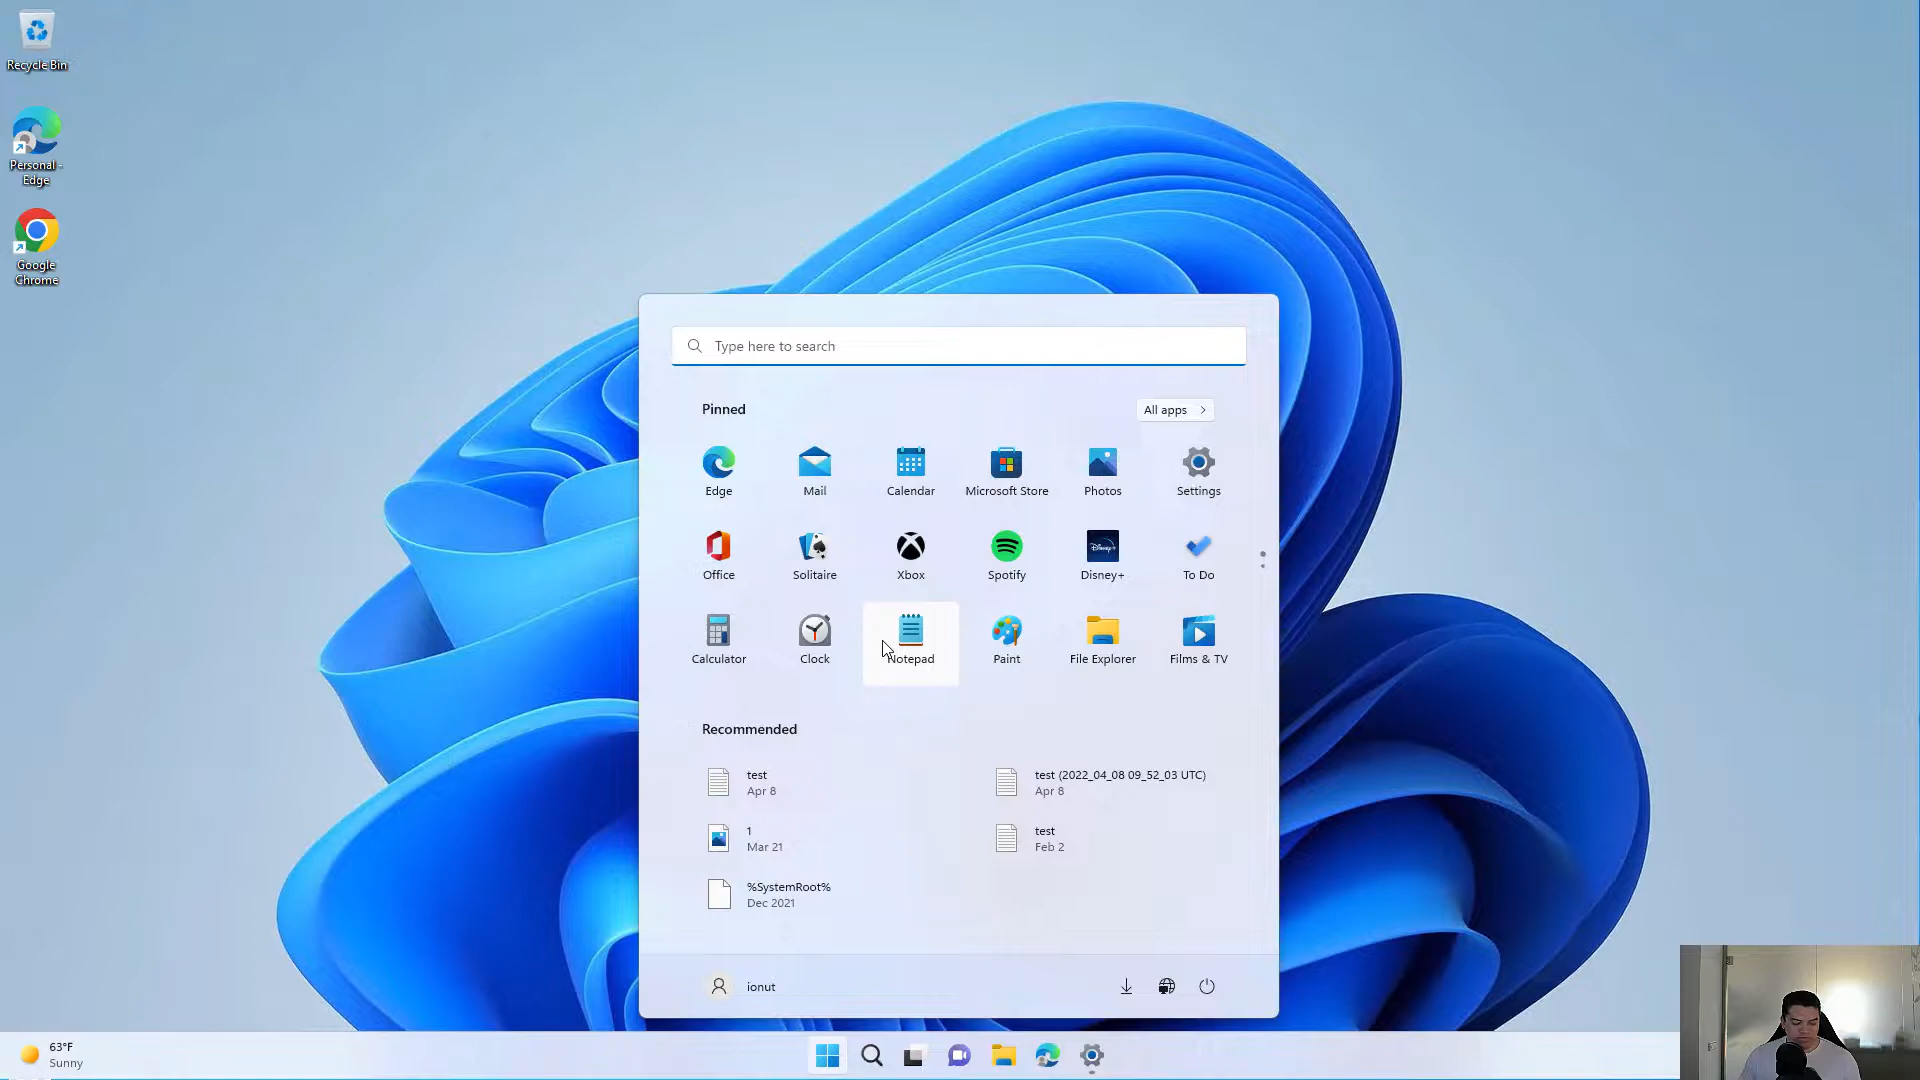 Recycle Bin
Personal -
Edge
Google
Chrome
Type here to search
Pinned
All apps
Edge
Mail
Calendar
Microsoft Store
Photos
Settings
Office
Solitaire
Xbox
Spotify
Disney+
To Do
Calculator
Clock
Notepad
Paint
File Explorer
Films & TV
Recommended
test
Apr 8
test (2022_04_08 09_52_03 UTC)
Apr 8
1
Mar 21
test
Feb 2
%SystemRoot%
Dec 2021
ionut
63°F
Sunny